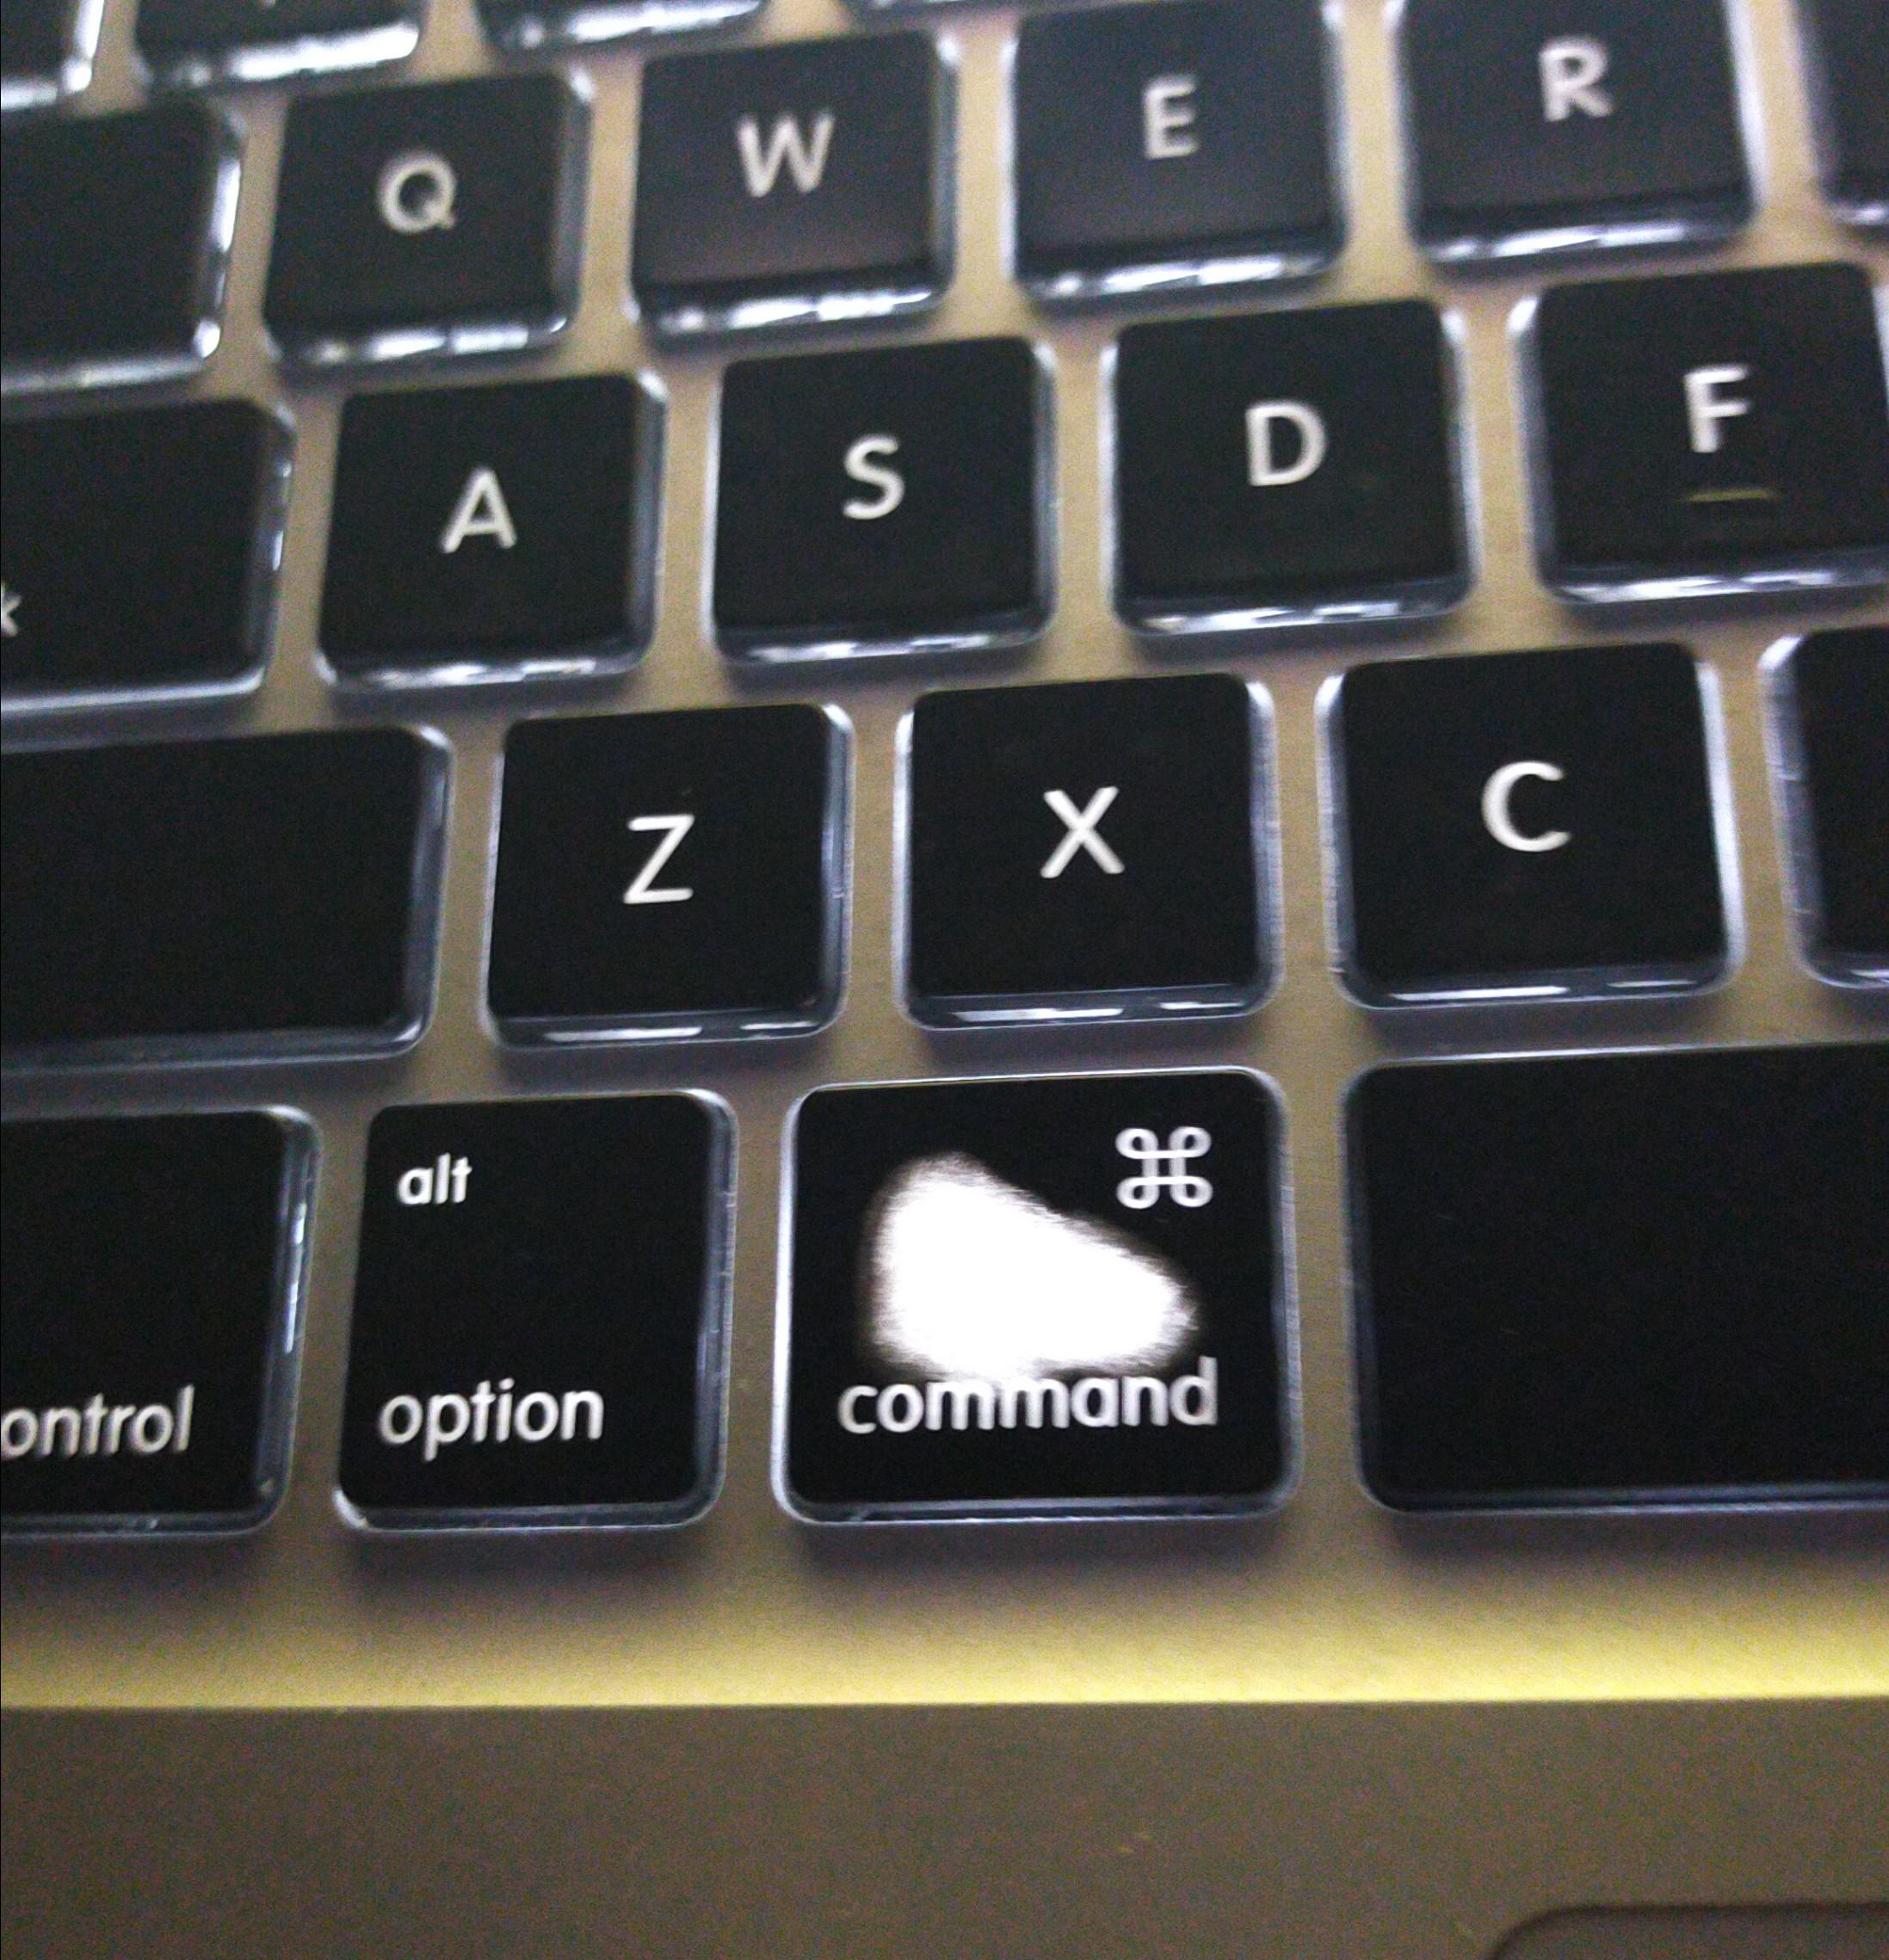 Q W E R
A S D F
Z X C
alt ⌘
ontrol option command